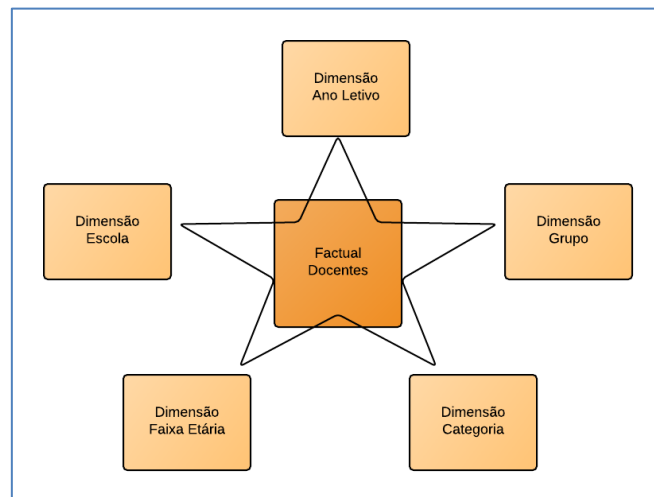 Dimensão
Ano Letivo
Dimensão
Escola
Dimensão
Grupo
Factual
Docentes
Dimensão
Faixa Etária
Dimensão
Categoria